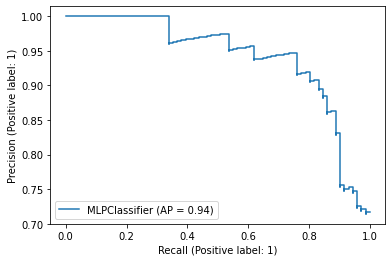 Precision (Positive label: 1)
1.00
0.95
0.90
0.85
0.80
0.75
0.70
MLPClassifier (AP = 0.94)
0.0 0.2 0.4 0.6 0.8 1.0
Recall (Positive label: 1)